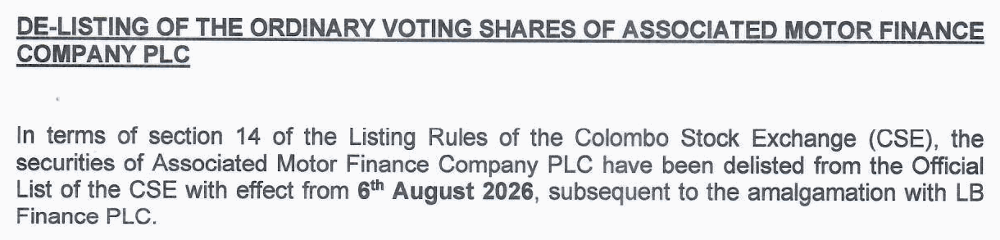 DE-LISTING OF THE ORDINARY VOTING SHARES OF ASSOCIATED MOTOR FINANCE
COMPANY PLC
In terms of section 14 of the Listing Rules of the Colombo Stock Exchange (CSE), the
securities of Associated Motor Finance Company PLC have been delisted from the Official
List of the CSE with effect from 6th August 2026, subsequent to the amalgamation with LB
Finance PLC.